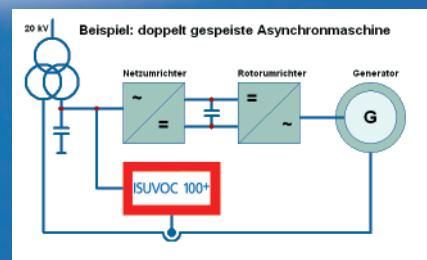 20 kV
Beispiel: doppelt gespeiste Asynchronmaschine
Netzumrichter Rotorumrichter Generator
~ =
= ~
G
ISUVOC 100+